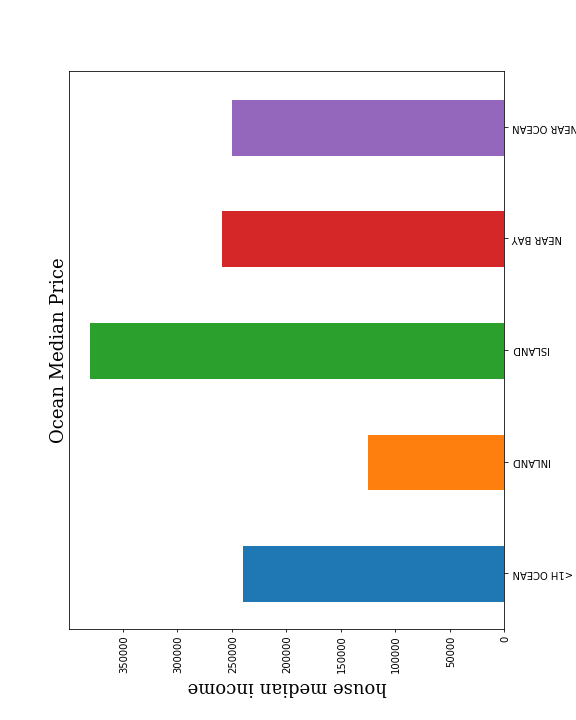 Ocean Median Price
house median income
350000
300000
250000
200000
150000
100000
50000
0
<1H OCEAN
INLAND
ISLAND
NEAR BAY
NEAR OCEAN